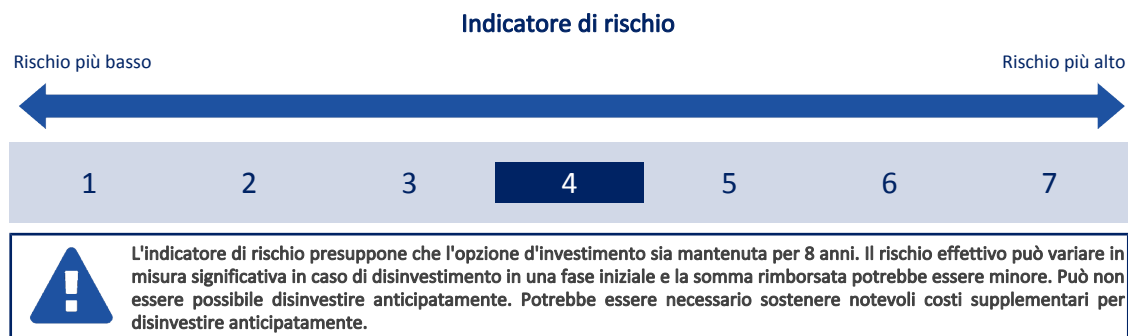 Indicatore di rischio
Rischio più basso
Rischio più alto
1 2 3 4 5 6 7
L'indicatore di rischio presuppone che l'opzione d'investimento sia mantenuta per 8 anni. Il rischio effettivo può variare in
misura significativa in caso di disinvestimento in una fase iniziale e la somma rimborsata potrebbe essere minore. Può non
essere possibile disinvestire anticipatamente. Potrebbe essere necessario sostenere notevoli costi supplementari per
disinvestire anticipatamente.